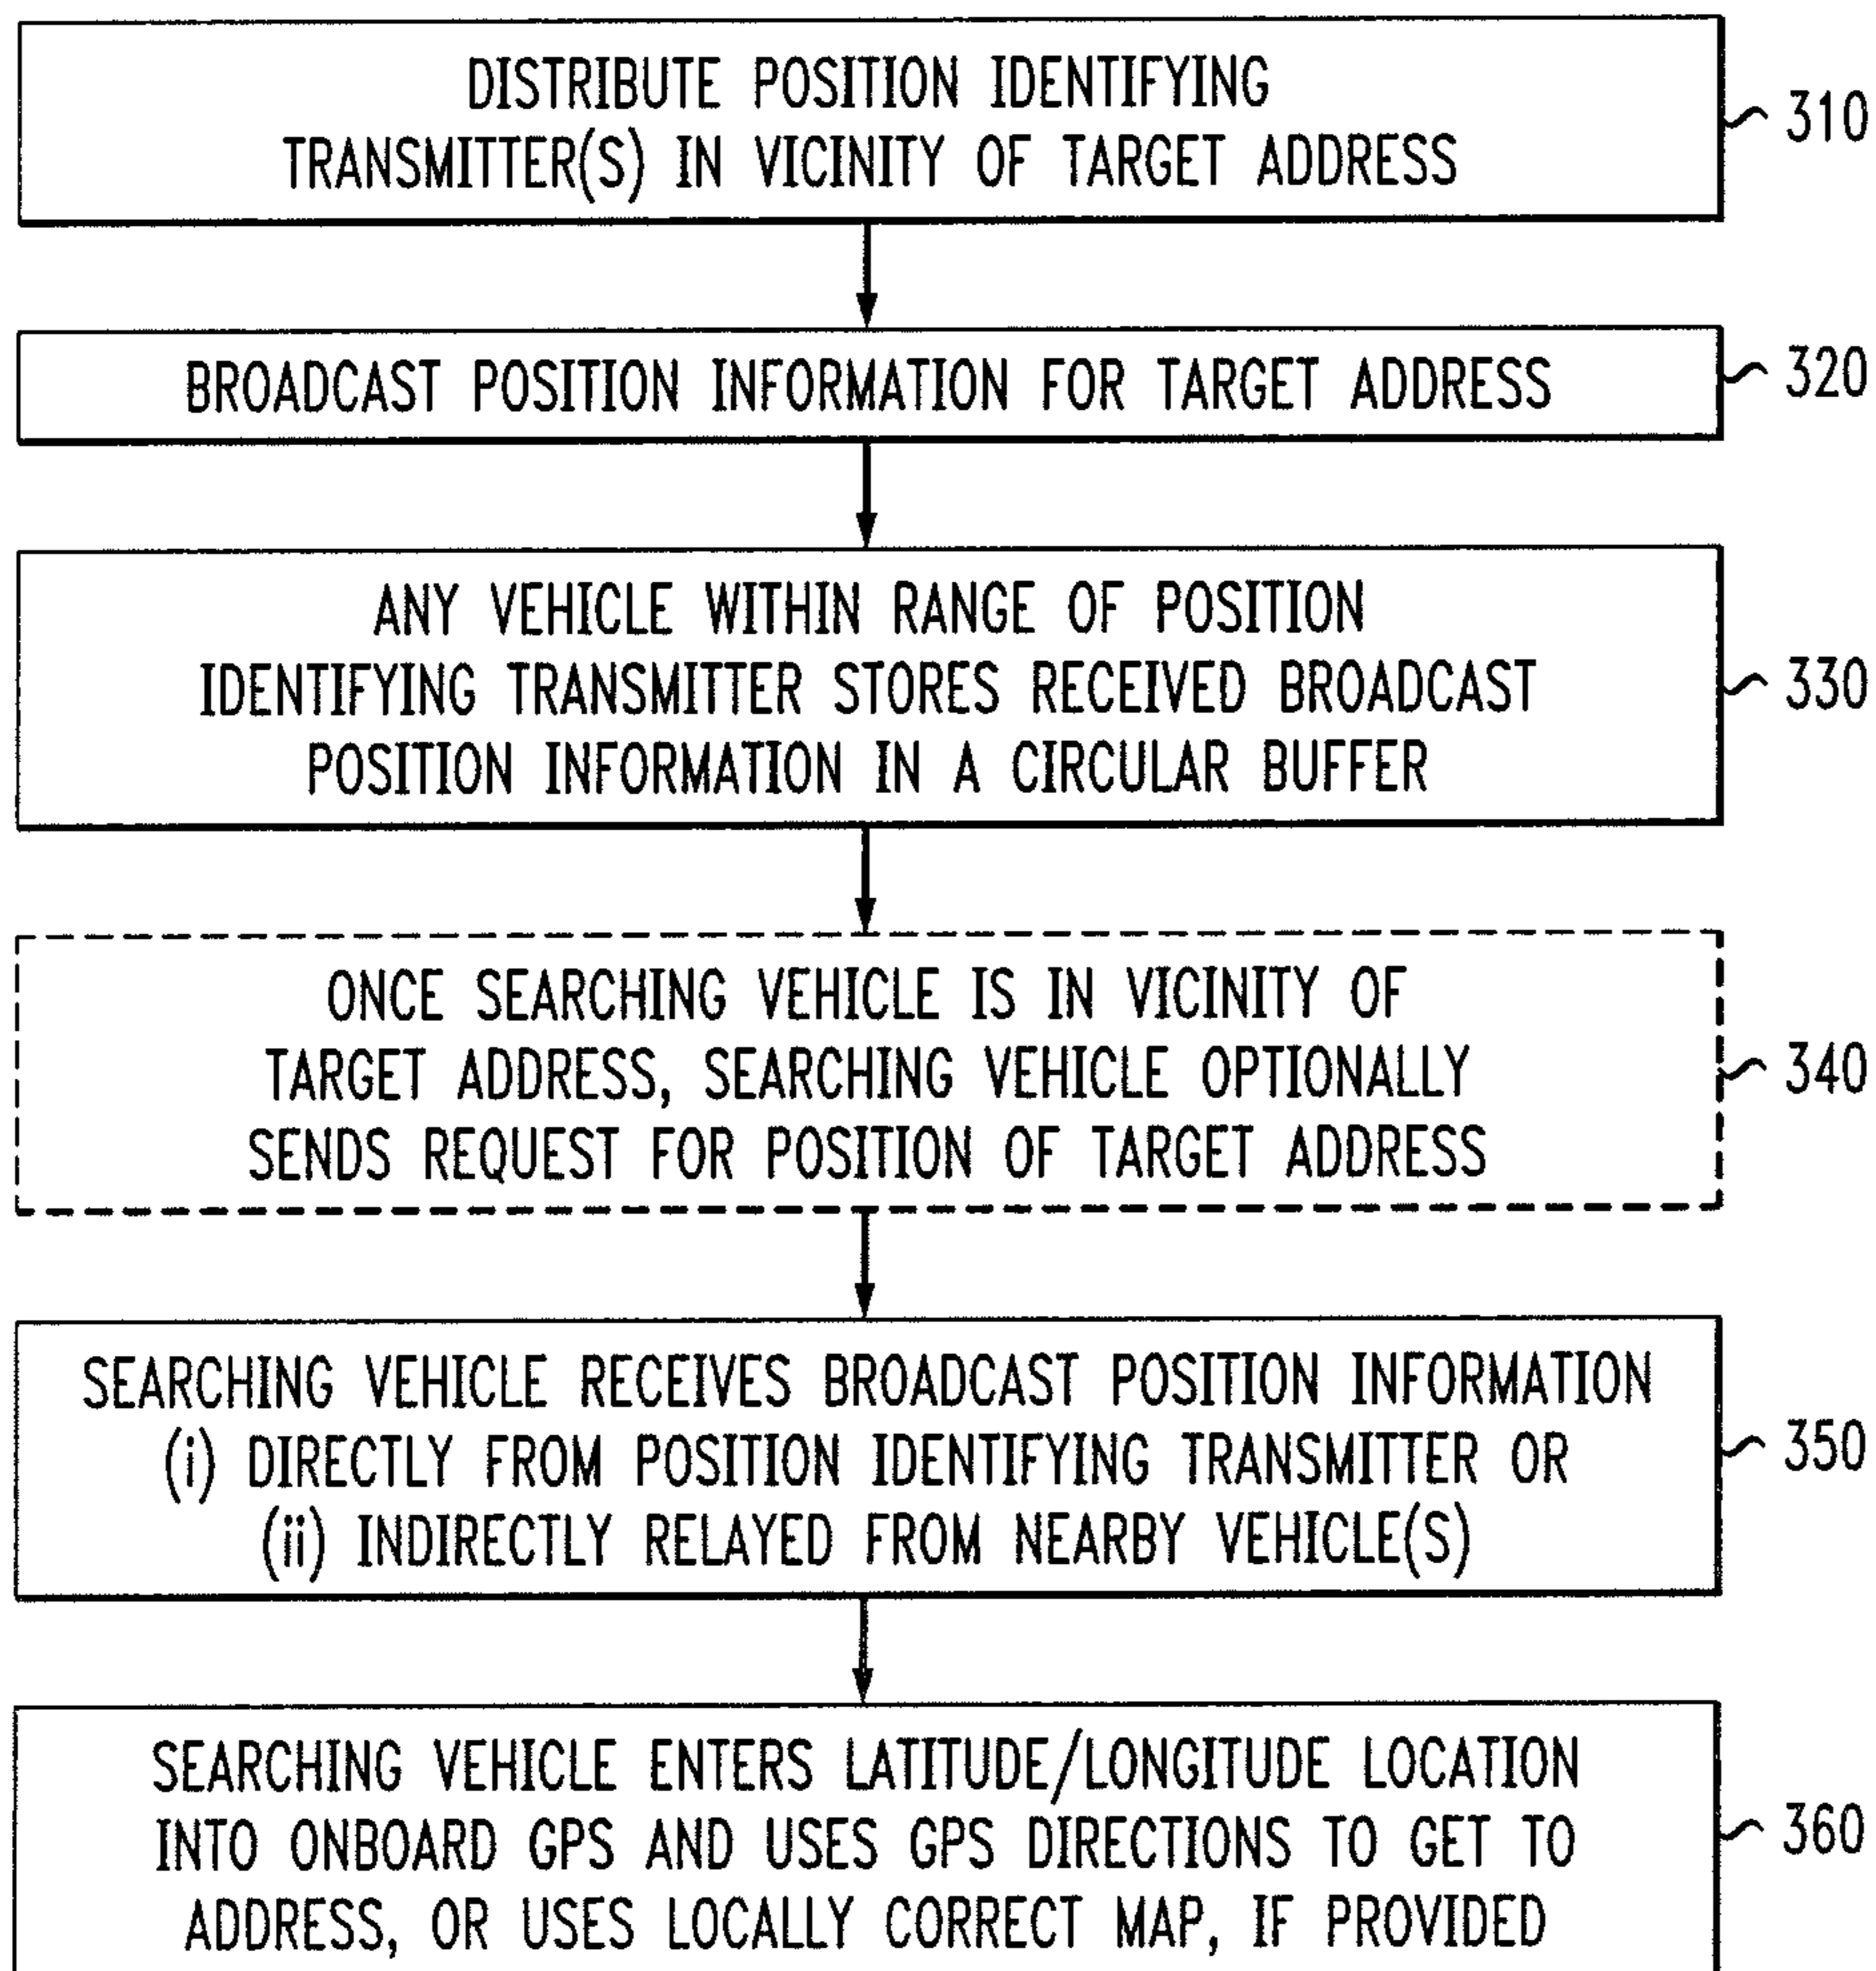 DISTRIBUTE POSITION IDENTIFYING
TRANSMITTER(S) IN VICINITY OF TARGET ADDRESS
310
BROADCAST POSITION INFORMATION FOR TARGET ADDRESS
320
ANY VEHICLE WITHIN RANGE OF POSITION
IDENTIFYING TRANSMITTER STORES RECEIVED BROADCAST
POSITION INFORMATION IN A CIRCULAR BUFFER
330
ONCE SEARCHING VEHICLE IS IN VICINITY OF
TARGET ADDRESS, SEARCHING VEHICLE OPTIONALLY
SENDS REQUEST FOR POSITION OF TARGET ADDRESS
340
SEARCHING VEHICLE RECEIVES BROADCAST POSITION INFORMATION
(i) DIRECTLY FROM POSITION IDENTIFYING TRANSMITTER OR
(ii) INDIRECTLY RELAYED FROM NEARBY VEHICLE(S)
350
SEARCHING VEHICLE ENTERS LATITUDE/LONGITUDE LOCATION
INTO ONBOARD GPS AND USES GPS DIRECTIONS TO GET TO
ADDRESS, OR USES LOCALLY CORRECT MAP, IF PROVIDED
360